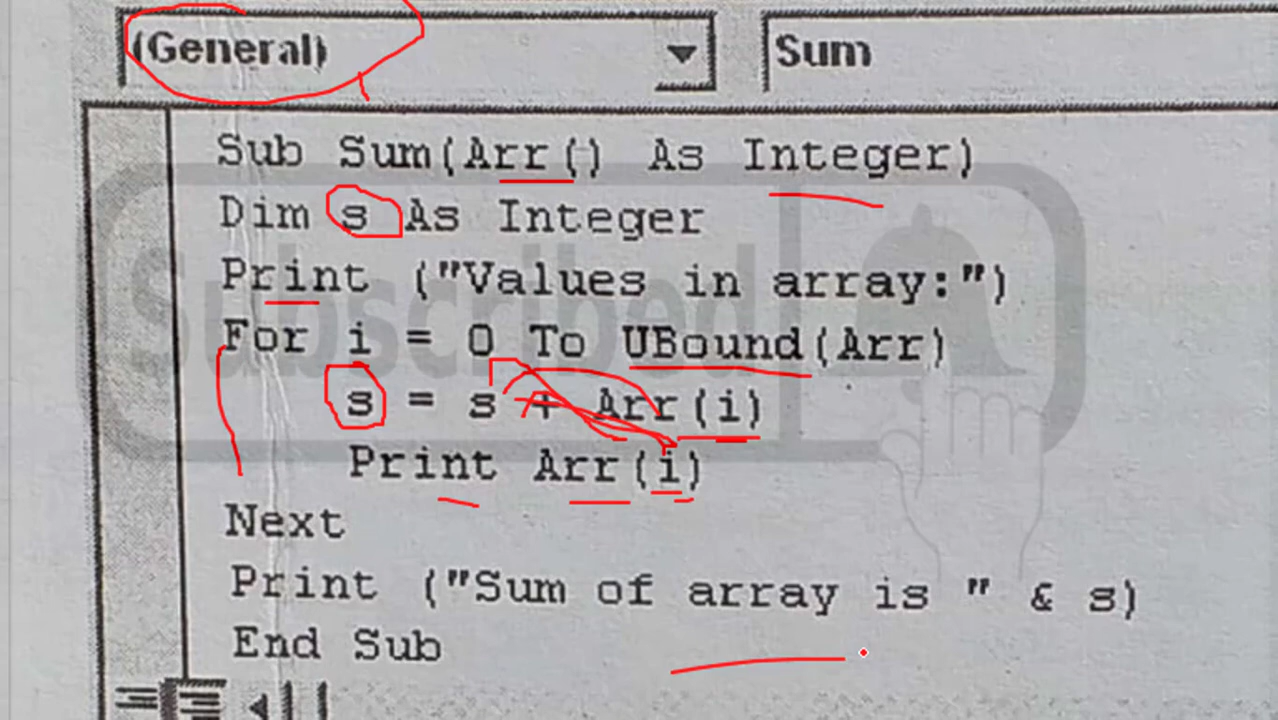 (General) Sum
Sub Sum(Arr() As Integer)
Dim s As Integer
Print ("Values in array:")
For i = 0 To UBound(Arr)
s = s + Arr(i)
Print Arr(i)
Next
Print ("Sum of array is " & s)
End Sub
Subscribed